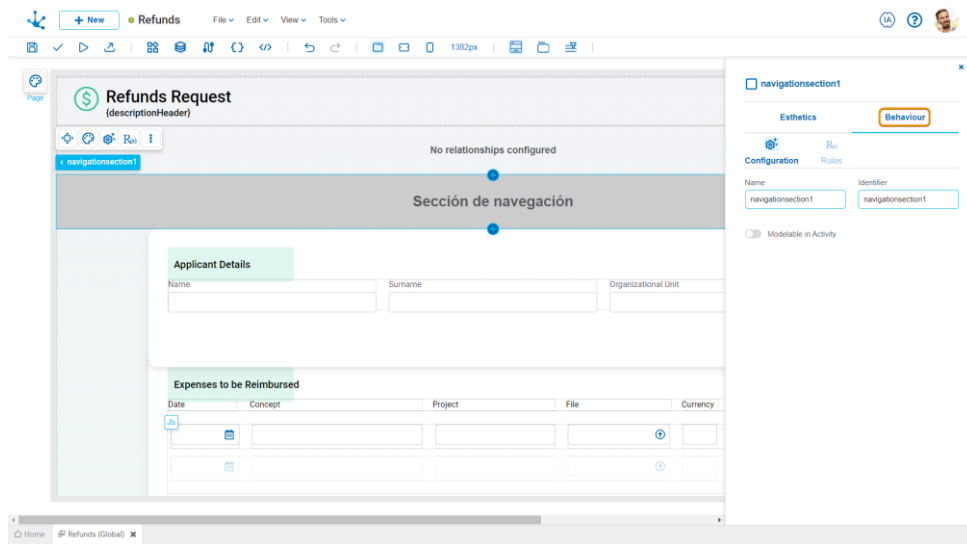 + New
Refunds
File
Edit
View
Tools
IA
?
1382px
Page
$
Refunds Request
{descriptionHeader}
navigationsection1
No relationships configured
Sección de navegación
Applicant Details
Name
Surname
Organizational Unit
Expenses to be Reimbursed
Date
Concept
Project
File
Currency
Js
navigationsection1
Esthetics
Behaviour
Configuration
Rules
Name
Identifier
navigationsection1
navigationsection1
Modelable in Activity
Home
Refunds (Global)